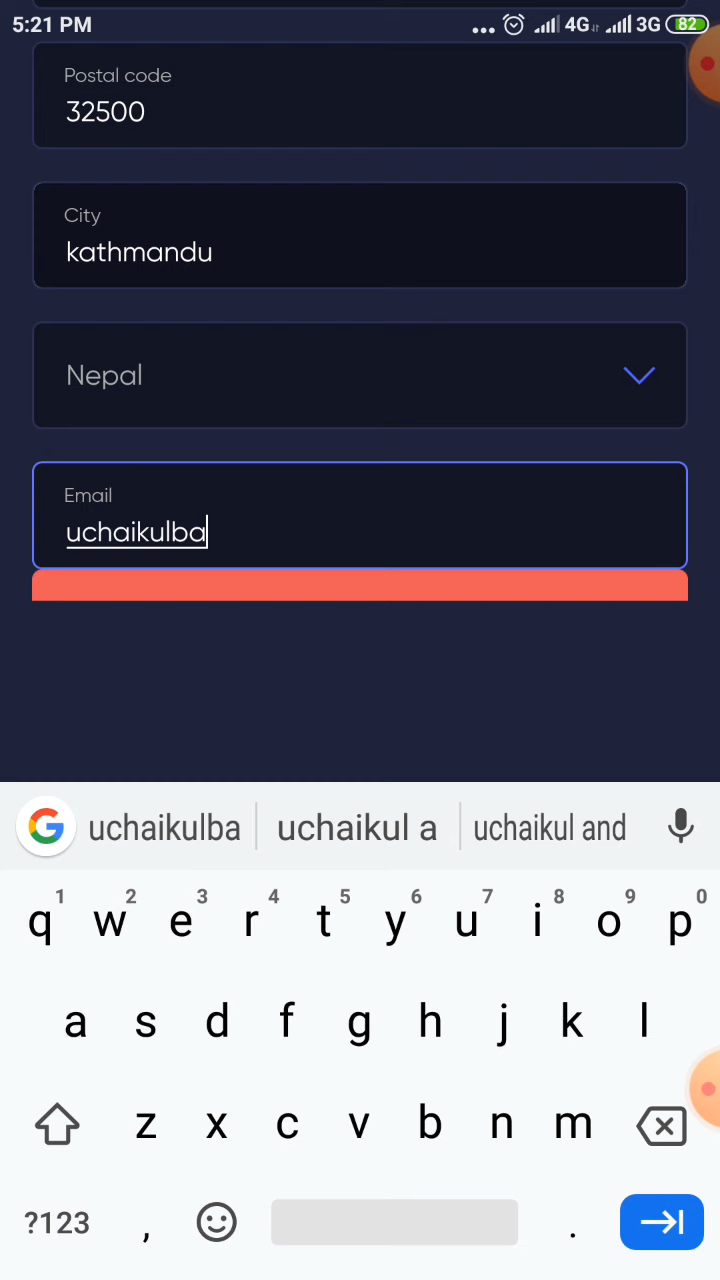 5:21 PM ... 4G 3G 82
Postal code
32500
City
kathmandu
Nepal
Email
uchaikulba
uchaikulba uchaikul a uchaikul and
1 2 3 4 5 6 7 8 9 0
q w e r t y u i o p
a s d f g h j k l
z x c v b n m
?123 , .